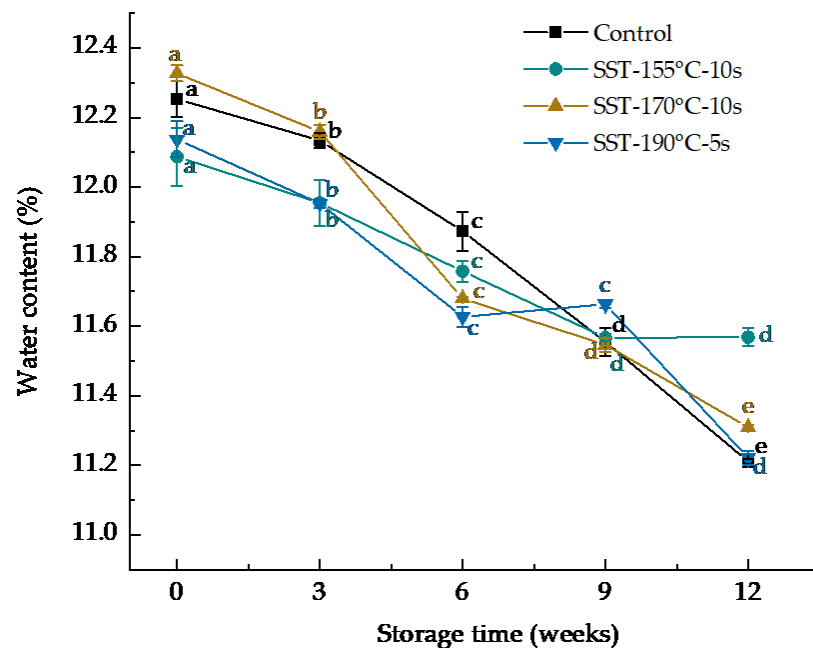 Control
SST-155°C-10s
SST-170°C-10s
SST-190°C-5s
Water content (%)
12.4
12.2
12.0
11.8
11.6
11.4
11.2
11.0
a
a
a
a
b
b
b
b
c
c
c
c
c
d
d
d
d
e
e
d
0 3 6 9 12
Storage time (weeks)